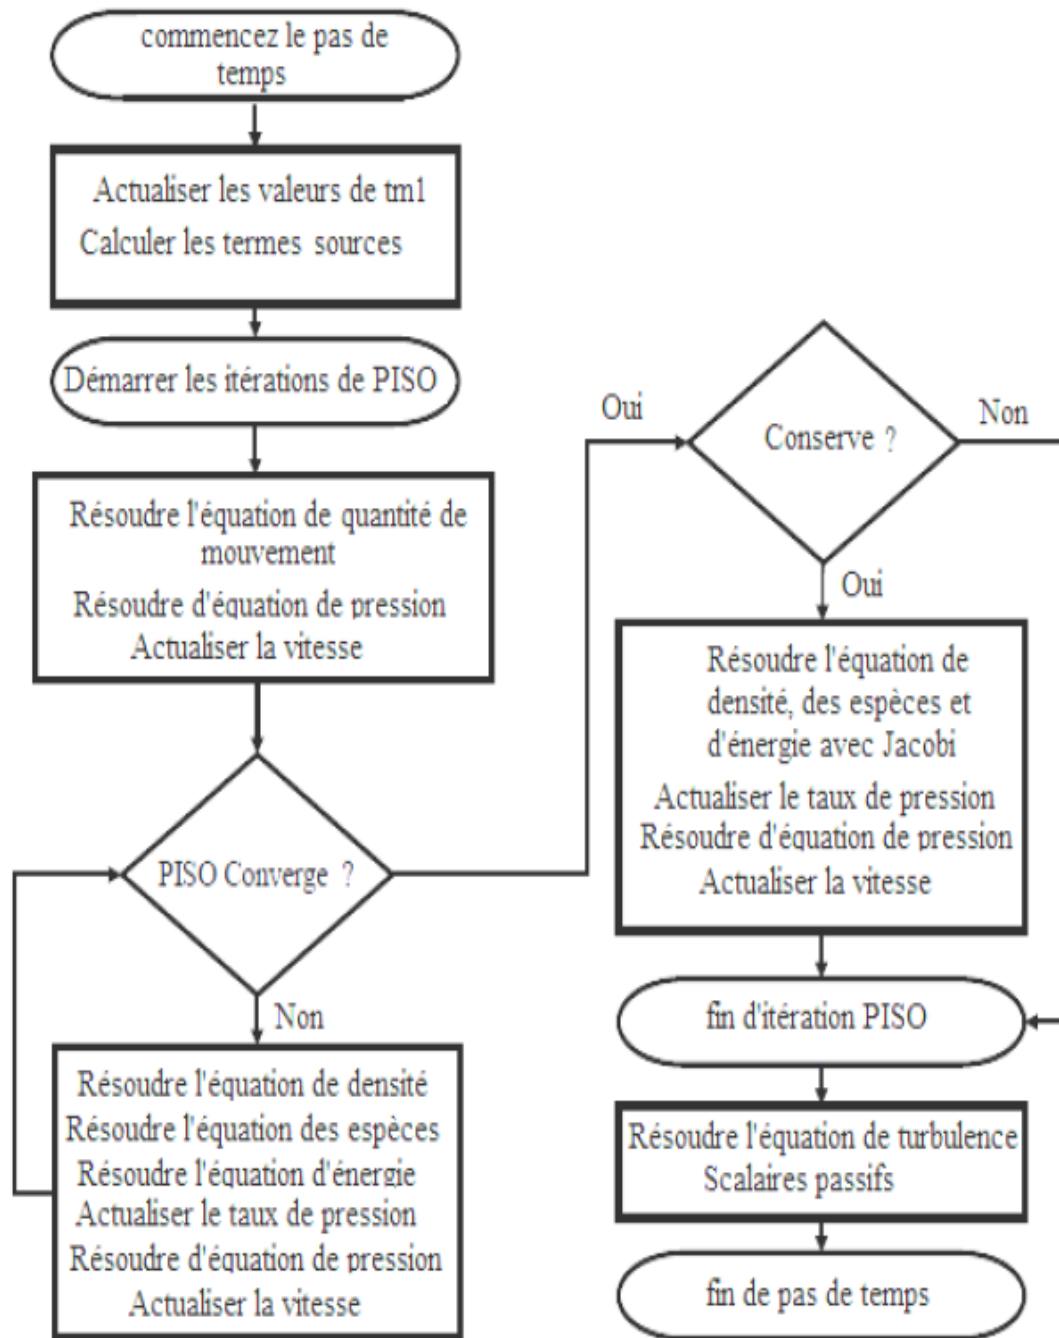 commencez le pas de
temps
Actualiser les valeurs de tm1
Calculer les termes sources
Démarrer les itérations de PISO
Résoudre l'équation de quantité de
mouvement
Résoudre d'équation de pression
Actualiser la vitesse
PISO Converge ?
Non
Résoudre l'équation de densité
Résoudre l'équation des espèces
Résoudre l'équation d'énergie
Actualiser le taux de pression
Résoudre d'équation de pression
Actualiser la vitesse
Oui
Conserve ?
Non
Oui
Résoudre l'équation de
densité, des espèces et
d'énergie avec Jacobi
Actualiser le taux de pression
Résoudre d'équation de pression
Actualiser la vitesse
fin d'itération PISO
Résoudre l'équation de turbulence
Scalaires passifs
fin de pas de temps